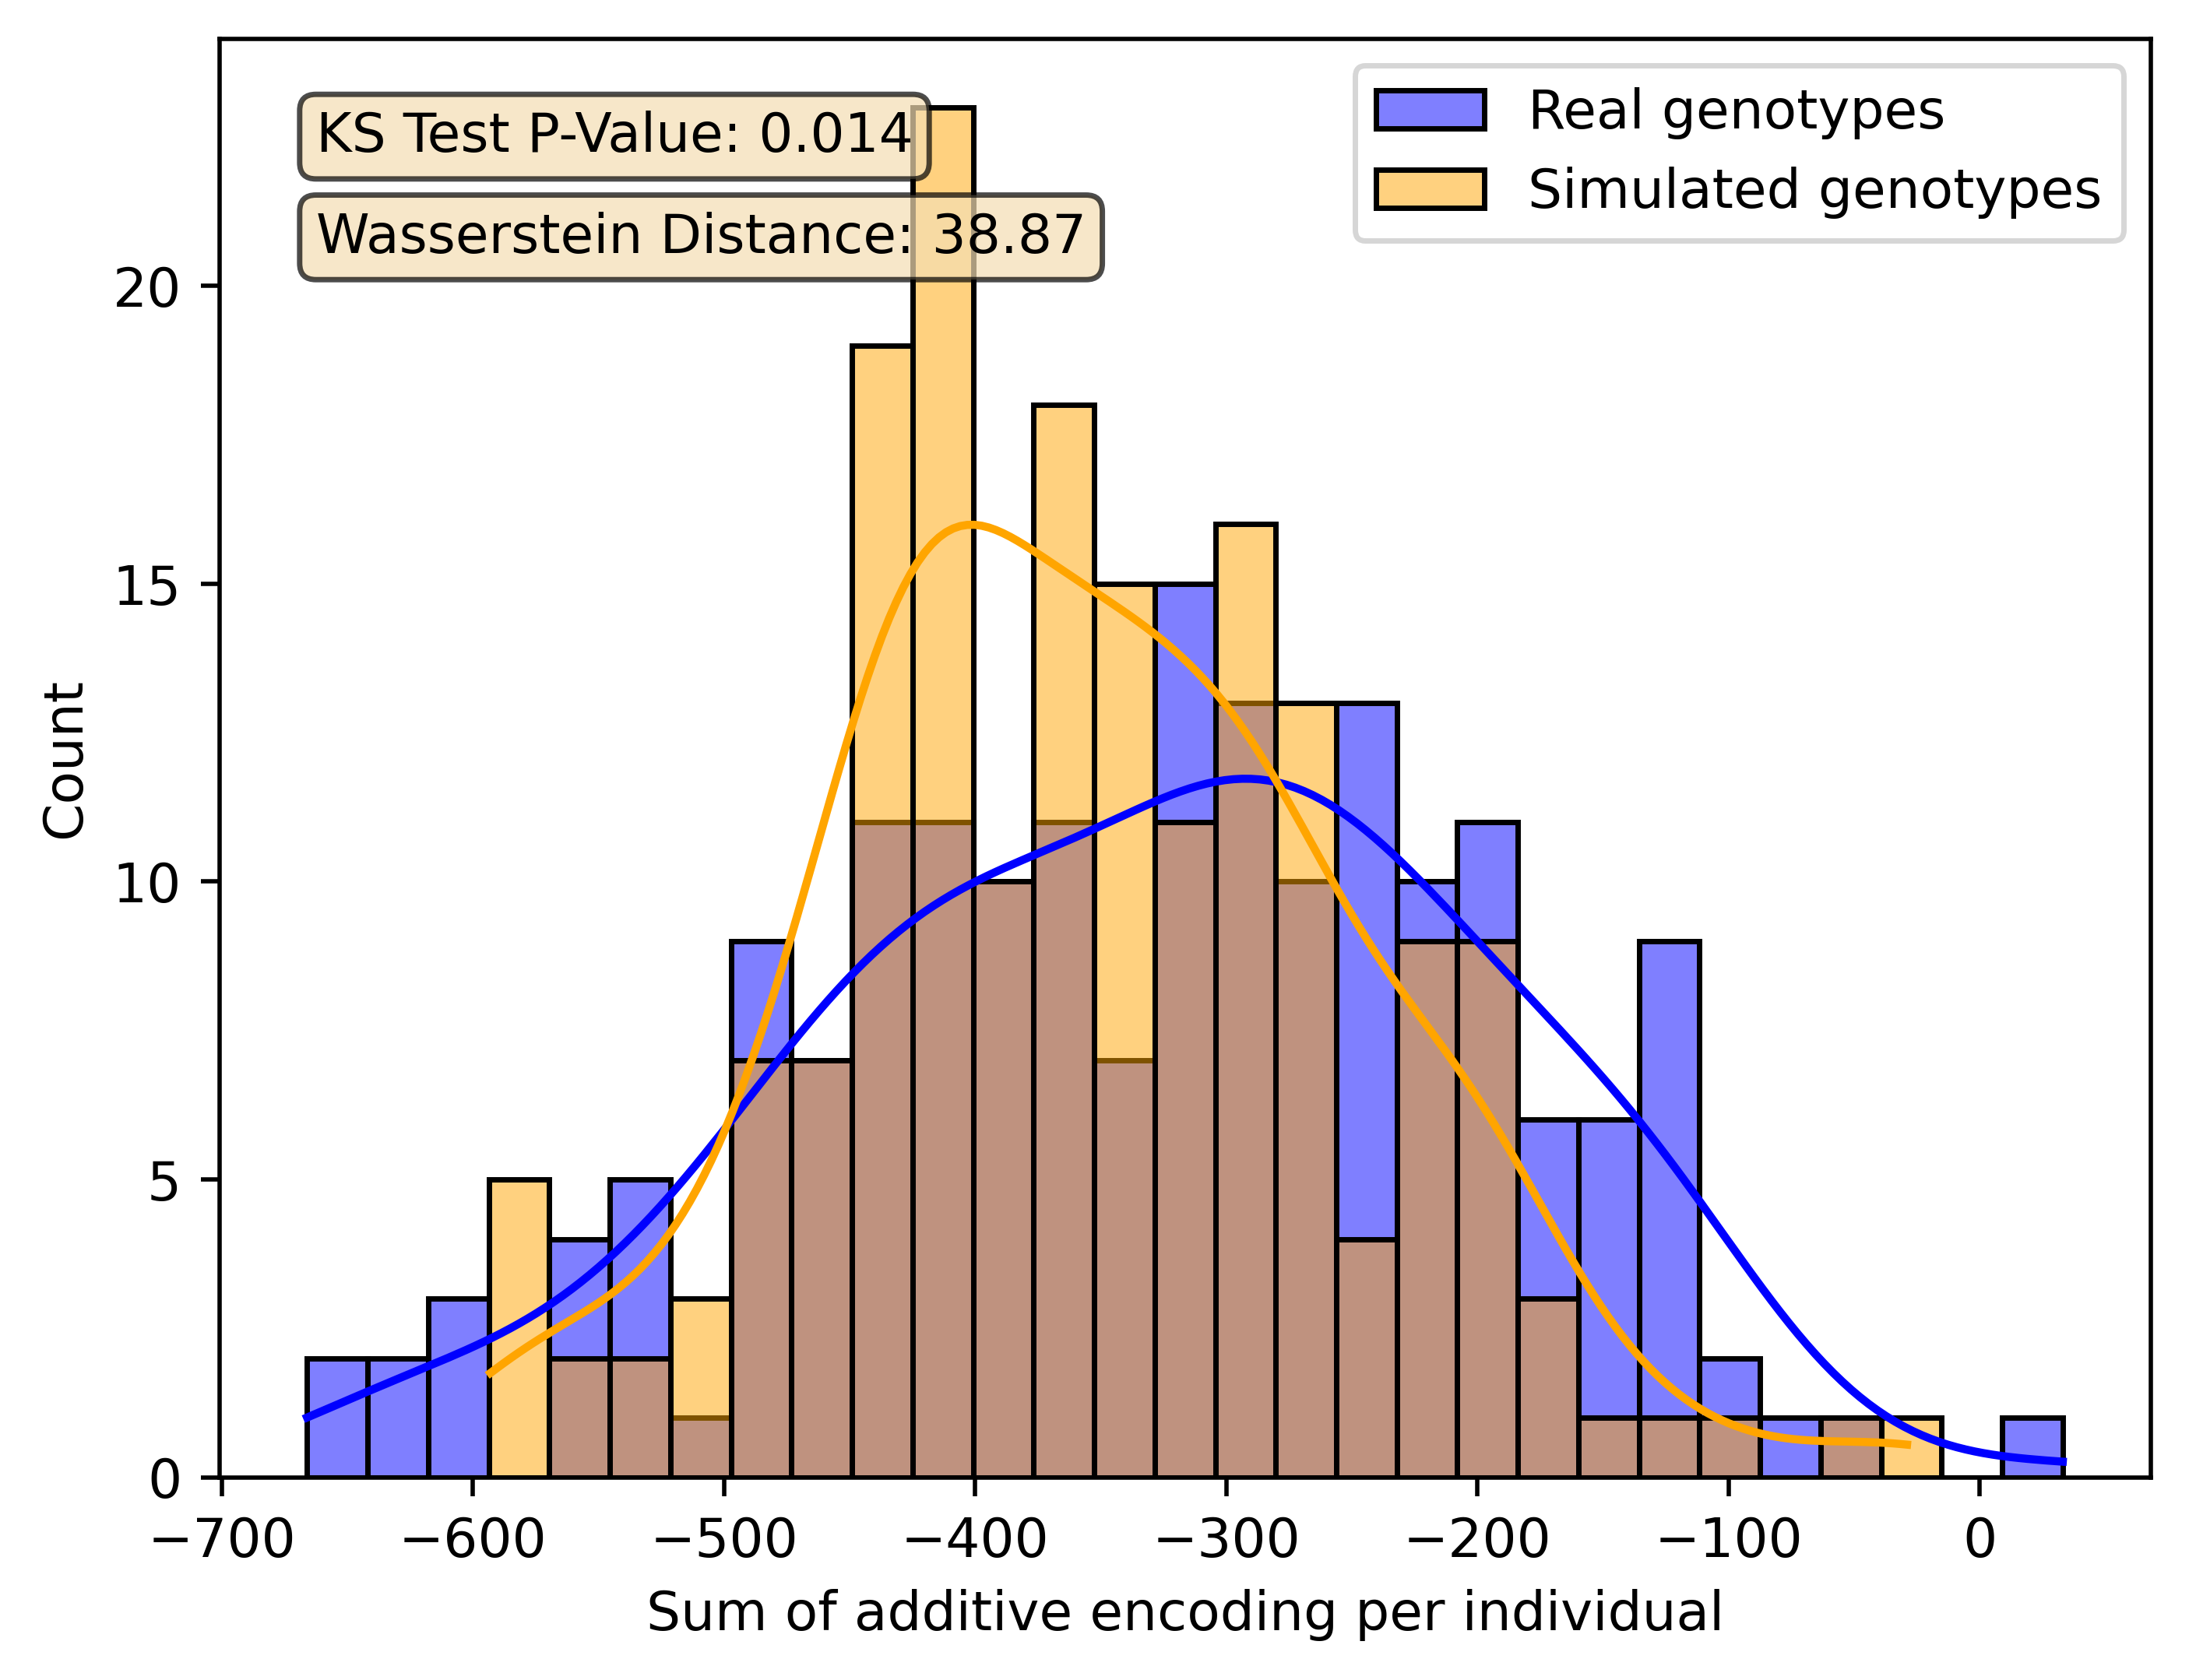 KS Test P-Value: 0.014
Wasserstein Distance: 38.87
Real genotypes
Simulated genotypes
Count
20
15
10
5
0
−700 −600 −500 −400 −300 −200 −100 0
Sum of additive encoding per individual